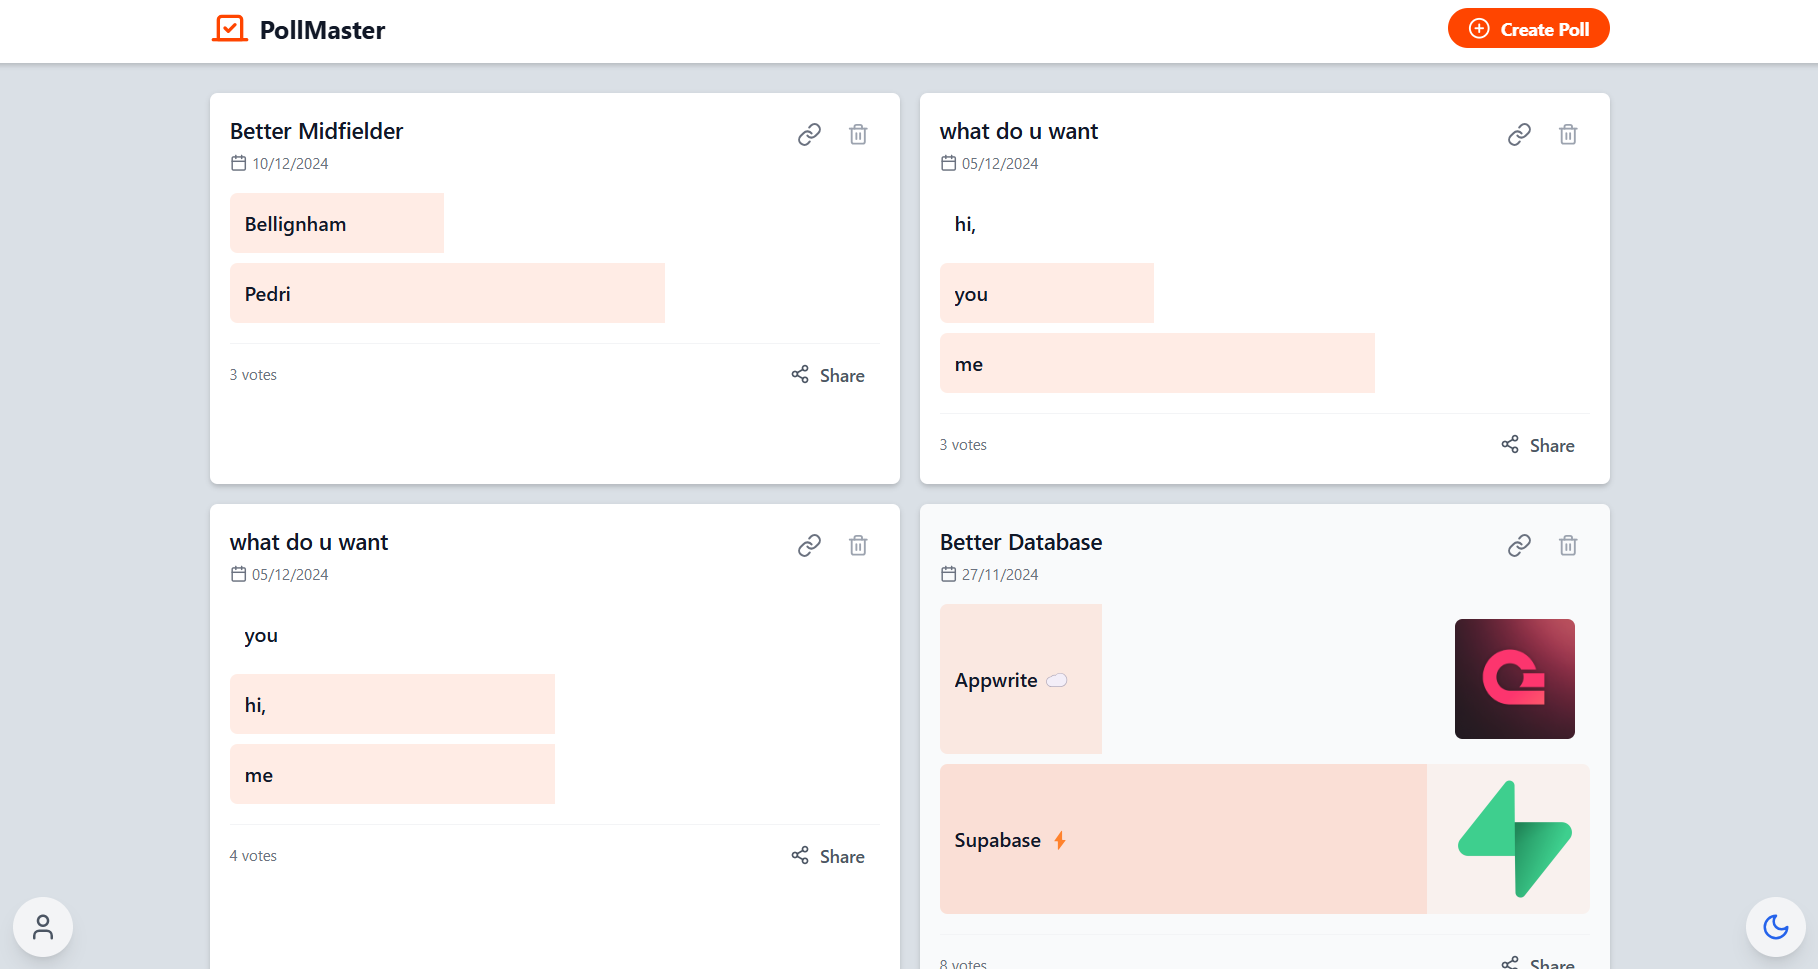 PollMaster
Create Poll
Better Midfielder
10/12/2024
Bellignham
Pedri
3 votes
Share
what do u want
05/12/2024
hi,
you
me
3 votes
Share
what do u want
05/12/2024
you
hi,
me
4 votes
Share
Better Database
27/11/2024
Appwrite
Supabase
8 votes
Share